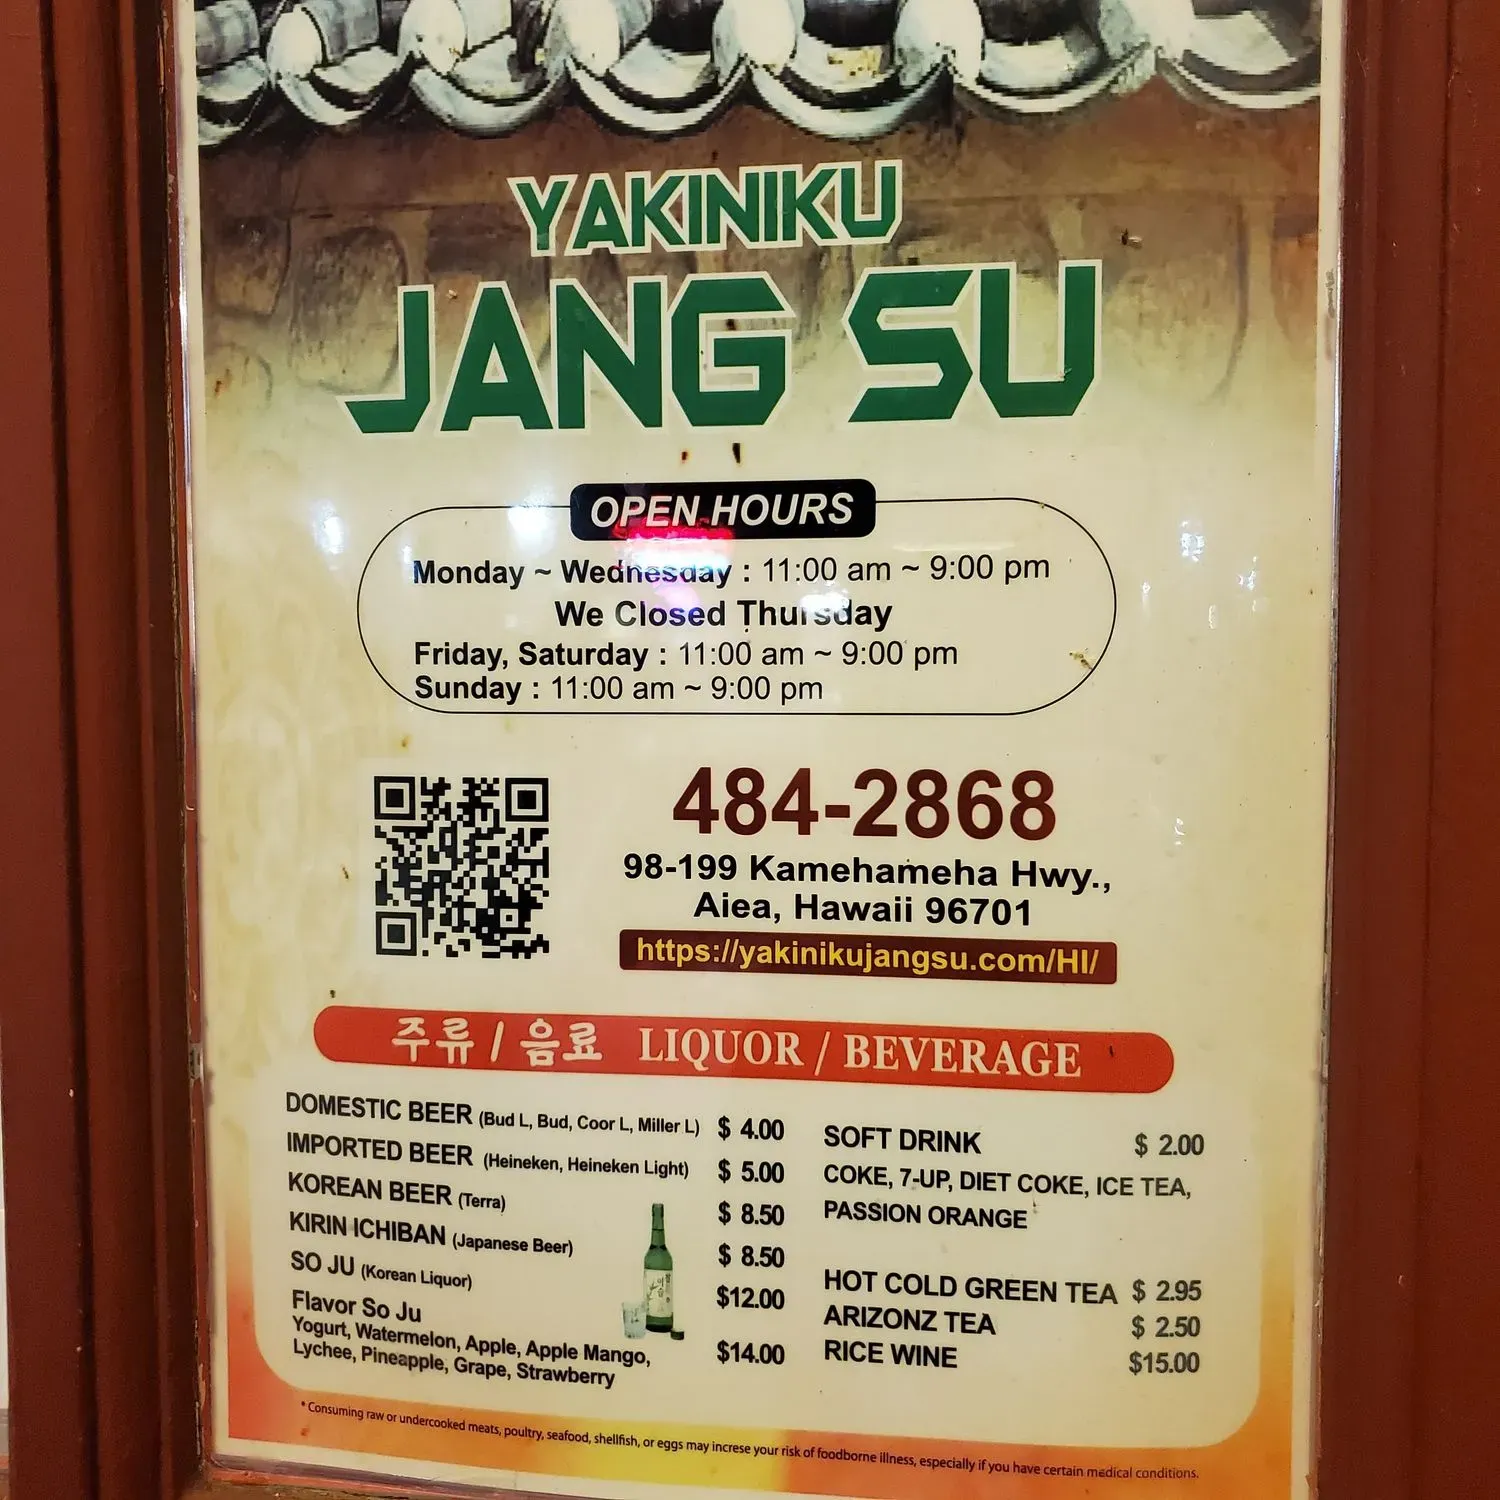 YAKINIKU
JANG SU
OPEN HOURS
Monday ~ Wednesday : 11:00 am ~ 9:00 pm
We Closed Thursday
Friday, Saturday : 11:00 am ~ 9:00 pm
Sunday : 11:00 am ~ 9:00 pm
484-2868
98-199 Kamehameha Hwy.,
Aiea, Hawaii 96701
https://yakinikujangsu.com/HI/
주류 / 음료 LIQUOR / BEVERAGE
DOMESTIC BEER (Bud L, Bud, Coor L, Miller L) $ 4.00
IMPORTED BEER (Heineken, Heineken Light) $ 5.00
KOREAN BEER (Terra) $ 8.50
KIRIN ICHIBAN (Japanese Beer) $ 8.50
SO JU (Korean Liquor) $12.00
Flavor So Ju
Yogurt, Watermelon, Apple, Apple Mango,
Lychee, Pineapple, Grape, Strawberry $14.00
SOFT DRINK $ 2.00
COKE, 7-UP, DIET COKE, ICE TEA,
PASSION ORANGE
HOT COLD GREEN TEA $ 2.95
ARIZONZ TEA $ 2.50
RICE WINE $15.00
* Consuming raw or undercooked meats, poultry, seafood, shellfish, or eggs may increse your risk of foodborne illness, especially if you have certain medical conditions.